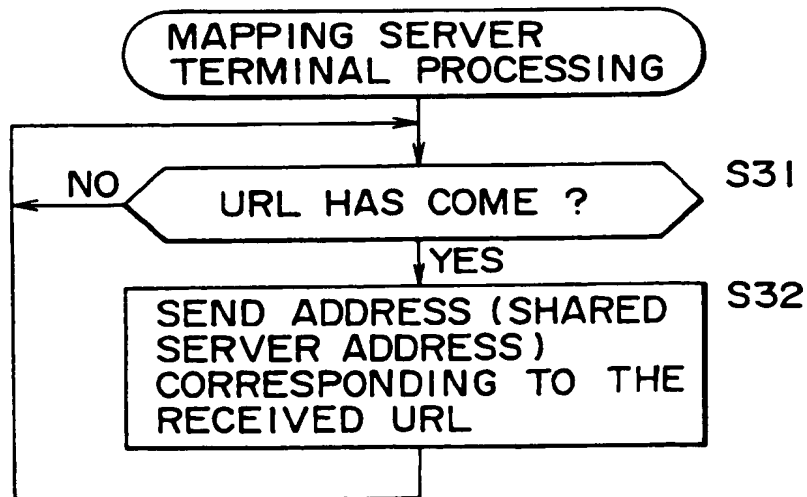 MAPPING SERVER
TERMINAL PROCESSING
NO
URL HAS COME ?
S31
YES
S32
SEND ADDRESS (SHARED
SERVER ADDRESS)
CORRESPONDING TO THE
RECEIVED URL